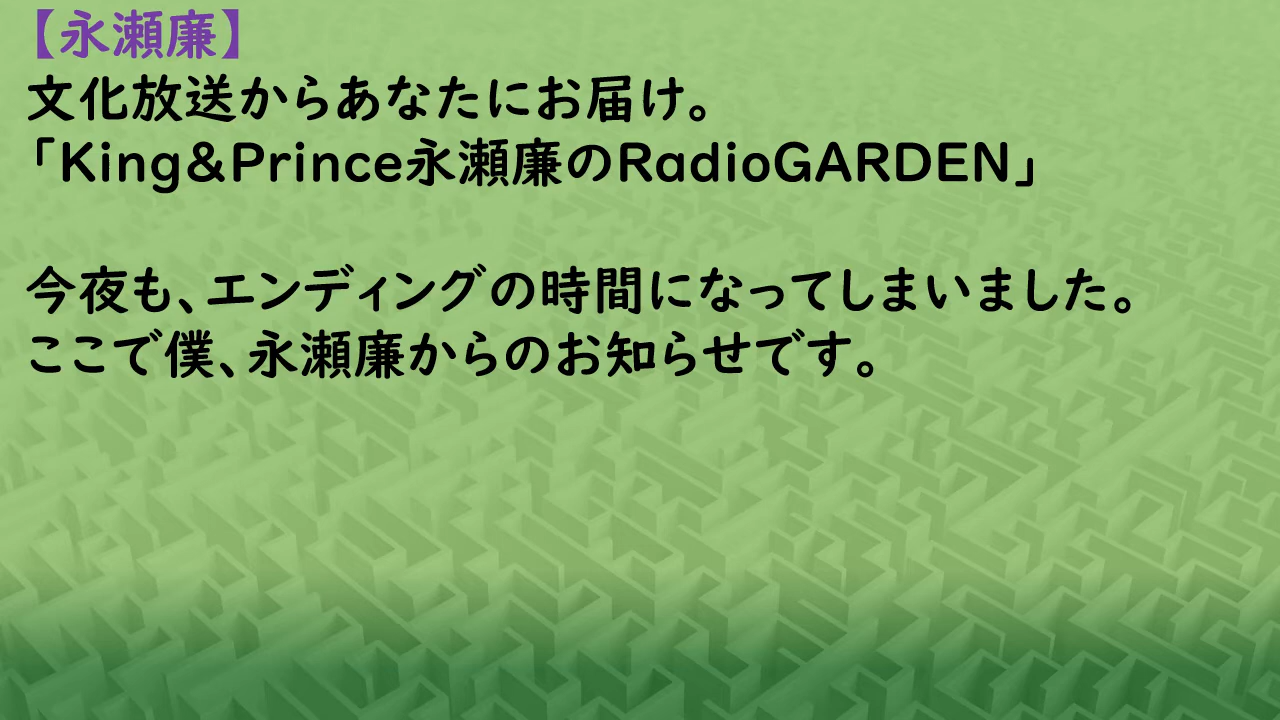 【永瀬廉】
文化放送からあなたにお届け。
「King&Prince永瀬廉のRadioGARDEN」
今夜も、エンディングの時間になってしまいました。
ここで僕、永瀬廉からのお知らせです。